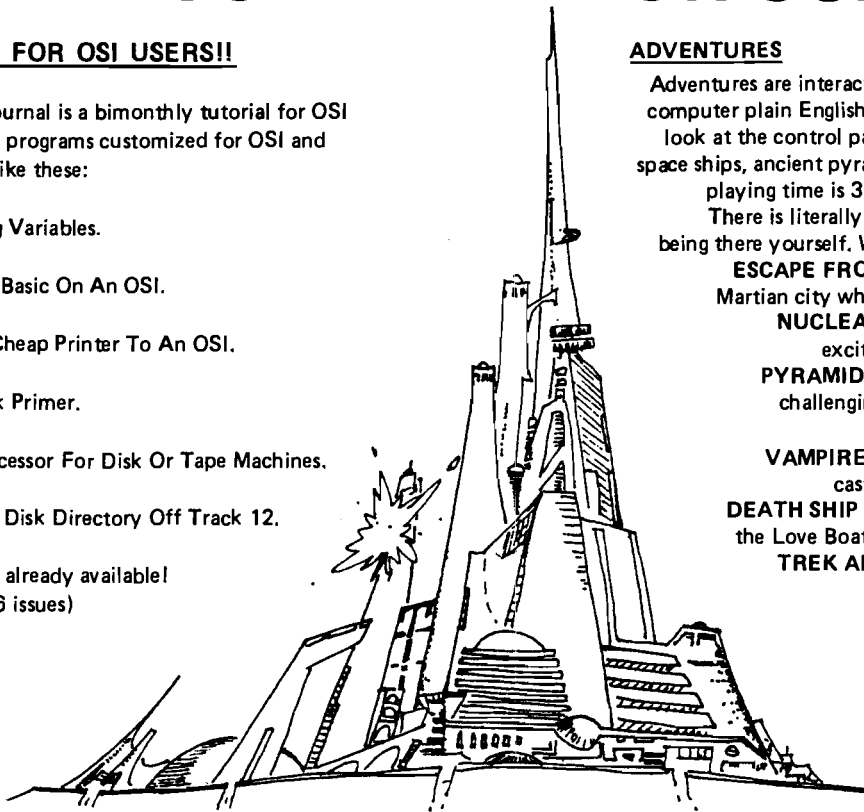 FOR OSI USERS!!
urnal is a bimonthly tutorial for OSI
programs customized for OSI and
ike these:
Variables.
Basic On An OSI.
Cheap Printer To An OSI.
Primer.
cessor For Disk Or Tape Machines.
Disk Directory Off Track 12.
already available!
issues)
ADVENTURES
Adventures are interac
computer plain English
look at the control pa
space ships, ancient pyra
playing time is 3
There is literally
being there yourself. W
ESCAPE FRO
Martian city wh
NUCLEA
excit
PYRAMID
challengi
VAMPIRE
cas
DEATH SHIP
the Love Boat
TREK A